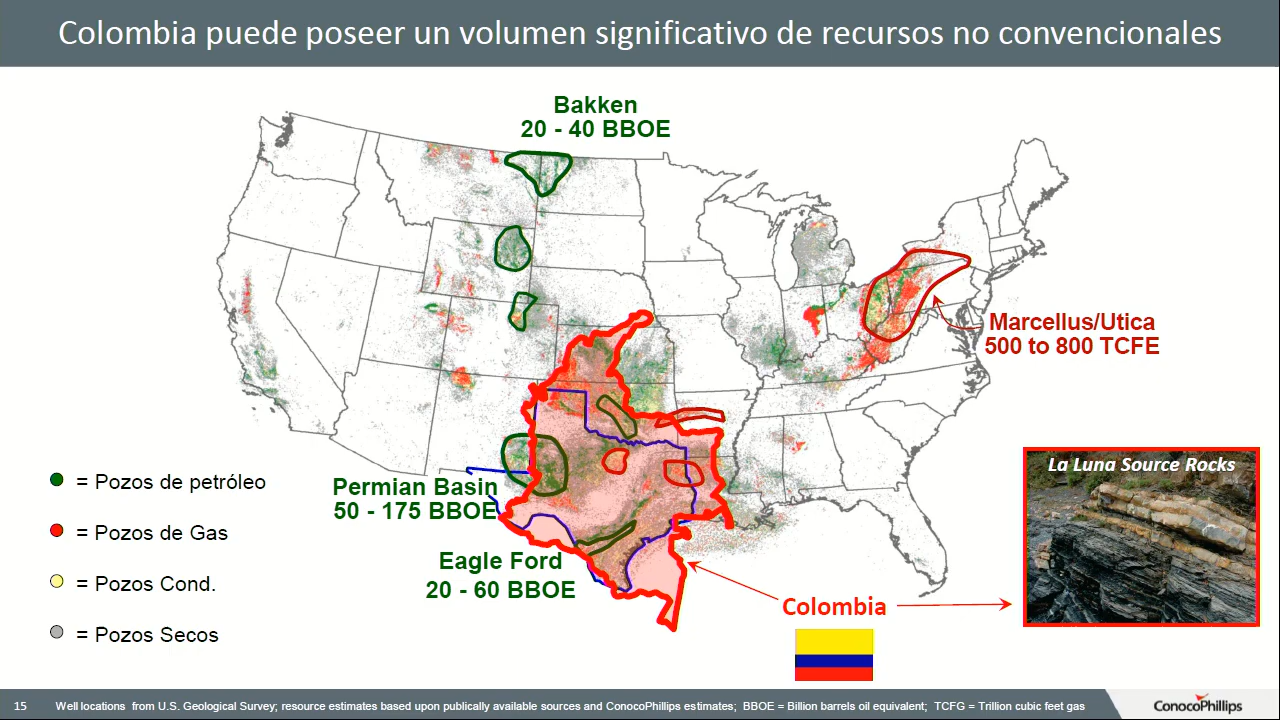 Colombia puede poseer un volumen significativo de recursos no convencionales
Bakken
20 - 40 BBOE
Marcellus/Utica
500 to 800 TCFE
La Luna Source Rocks
= Pozos de petróleo
Permian Basin
50 - 175 BBOE
= Pozos de Gas
Eagle Ford
20 - 60 BBOE
= Pozos Cond.
Colombia
= Pozos Secos
15
Well locations from U.S. Geological Survey; resource estimates based upon publically available sources and ConocoPhillips estimates; BBOE = Billion barrels oil equivalent; TCFG = Trillion cubic feet gas
ConocoPhillips